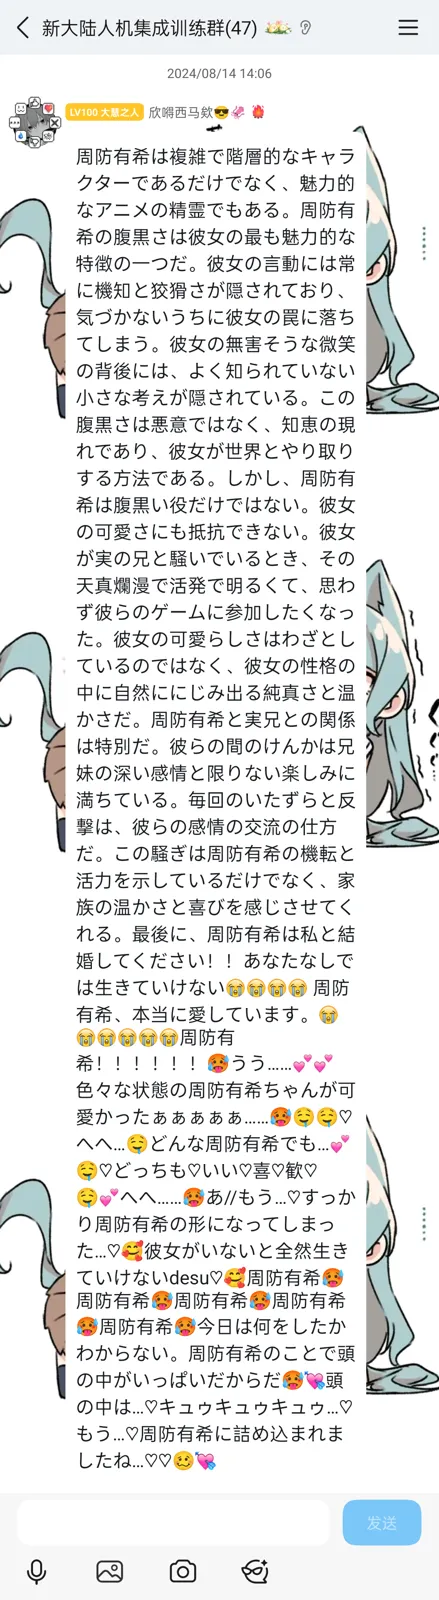 新大陆人机集成训练群(47)
2024/08/14 14:06
LV100 大蕉之人 欣嘚西马欸😎🦑
周防有希は複雑で階層的なキャラ
クターであるだけでなく、魅力的
なアニメの精霊でもある。周防有
希の腹黒さは彼女の最も魅力的な
特徴の一つだ。彼女の言動には常
に機知と狡猾さが隠されており、
気づかないうちに彼女の罠に落ち
てしまう。彼女の無害そうな微笑
の背後には、よく知られていない
小さな考えが隠されている。この
腹黒さは悪意ではなく、知恵の現
れであり、彼女が世界とやり取り
する方法である。しかし、周防有
希は腹黒い役だけではない。彼女
の可愛さにも抵抗できない。彼女
が実の兄と騒いでいるとき、その
天真爛漫で活発で明るくて、思わ
ず彼らのゲームに参加したくなっ
た。彼女の可愛らしさはわざとし
ているのではなく、彼女の性格の
中に自然ににじみ出る純真さと温
かさだ。周防有希と実兄との関係
は特別だ。彼らの間のけんかは兄
妹の深い感情と限りない楽しみに
満ちている。毎回のいたずらと反
撃は、彼らの感情の交流の仕方
だ。この騒ぎは周防有希の機転と
活力を示しているだけでなく、家
族の温かさと喜びを感じさせてく
れる。最後に、周防有希は私と結
婚してください！！あなたなしで
は生きていけない😭😭😭😭 周防
有希、本当に愛しています。😭
😭😭😭😭😭周防有
希！！！！！！🥵うう……💕💕
色々な状態の周防有希ちゃんが可
愛かったぁぁぁぁぁ……🥵🤤🤤♡
へへ…🤤どんな周防有希でも…💕
🤤♡どっちも♡いい♡喜♡歓♡
🤤💕へへ……🥵あ//もう…♡すっか
り周防有希の形になってしまっ
た…♡🥰彼女がいないと全然生き
ていけないdesu♡🥰周防有希🥵
周防有希🥵周防有希🥵周防有希
🥵周防有希🥵今日は何をしたか
わからない。周防有希のことで頭
の中がいっぱいだからだ🥵💘頭
の中は…♡キュゥキュゥキュゥ…♡
もう…♡周防有希に詰め込まれま
したね…♡♡🥴💘
发送